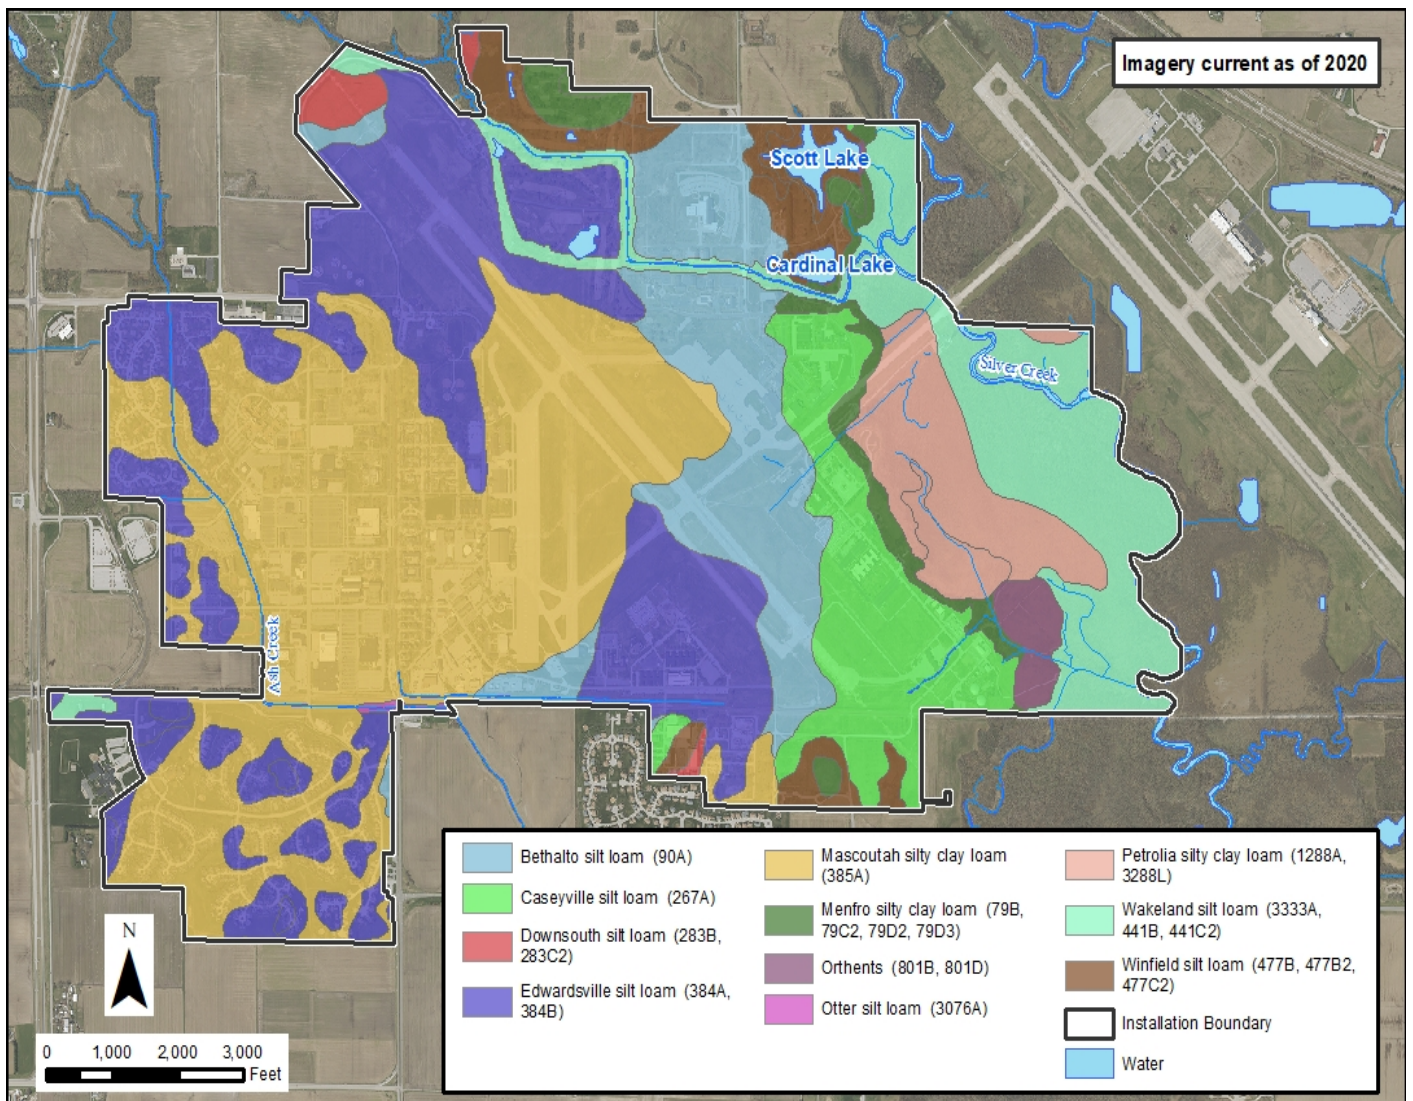 Imagery current as of 2020
Scott Lake
Cardinal Lake
Silver Creek
Ash Creek
Bethalto silt loam (90A)
Caseyville silt loam (267A)
Downsouth silt loam (283B,
283C2)
Edwardsville silt loam (384A,
384B)
Mascoutah silty clay loam
(385A)
Menfro silty clay loam (79B,
79C2, 79D2, 79D3)
Orthents (801B, 801D)
Otter silt loam (3076A)
Petrolia silty clay loam (1288A,
3288L)
Wakeland silt loam (3333A,
441B, 441C2)
Winfield silt loam (477B, 477B2,
477C2)
Installation Boundary
Water
N
0 1,000 2,000 3,000
Feet